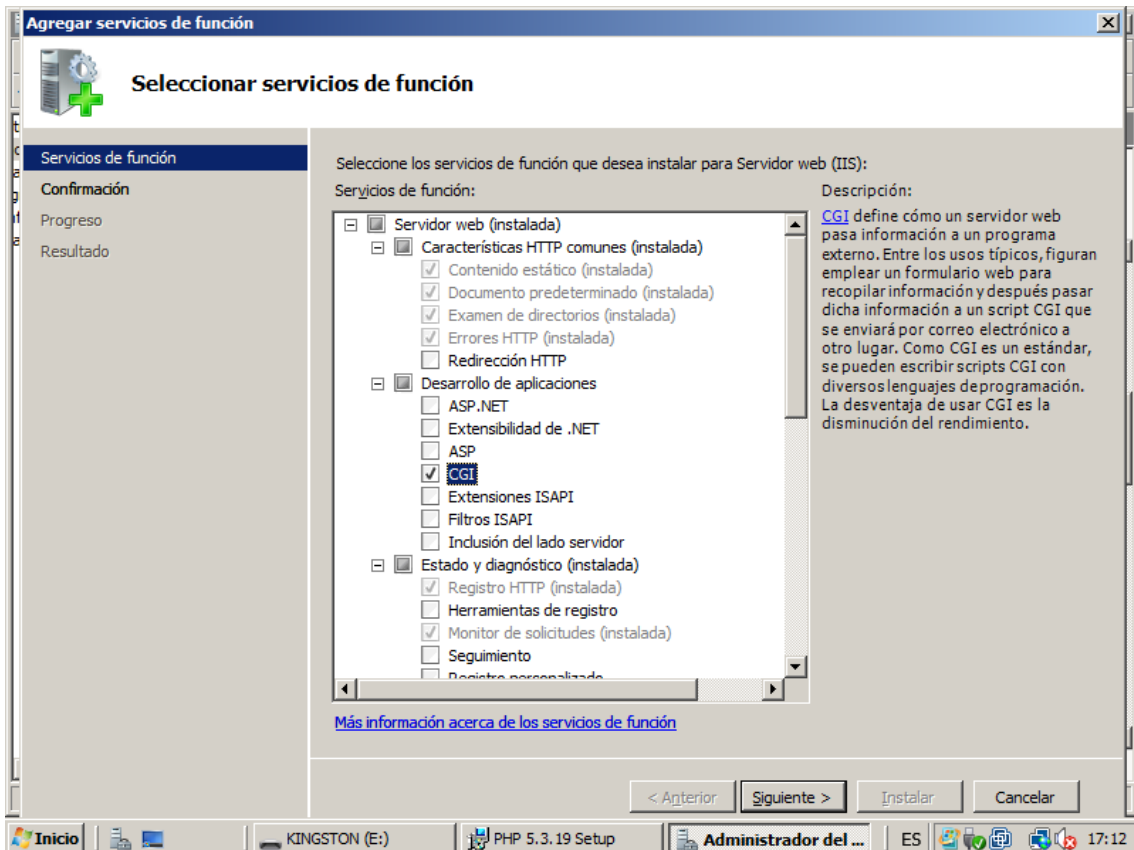 Agregar servicios de función
Seleccionar servicios de función
Servicios de función
Confirmación
Progreso
Resultado
Seleccione los servicios de función que desea instalar para Servidor web (IIS):
Servicios de función:
Servidor web (instalada)
Características HTTP comunes (instalada)
Contenido estático (instalada)
Documento predeterminado (instalada)
Examen de directorios (instalada)
Errores HTTP (instalada)
Redirección HTTP
Desarrollo de aplicaciones
ASP.NET
Extensibilidad de .NET
ASP
CGI
Extensiones ISAPI
Filtros ISAPI
Inclusión del lado servidor
Estado y diagnóstico (instalada)
Registro HTTP (instalada)
Herramientas de registro
Monitor de solicitudes (instalada)
Seguimiento
Registro personalizado
Más información acerca de los servicios de función
Descripción:
CGI define cómo un servidor web
pasa información a un programa
externo. Entre los usos típicos, figuran
emplear un formulario web para
recopilar información y después pasar
dicha información a un script CGI que
se enviará por correo electrónico a
otro lugar. Como CGI es un estándar,
se pueden escribir scripts CGI con
diversos lenguajes de programación.
La desventaja de usar CGI es la
disminución del rendimiento.
< Anterior
Siguiente >
Instalar
Cancelar
Inicio
KINGSTON (E:)
PHP 5.3.19 Setup
Administrador del ...
ES
17:12